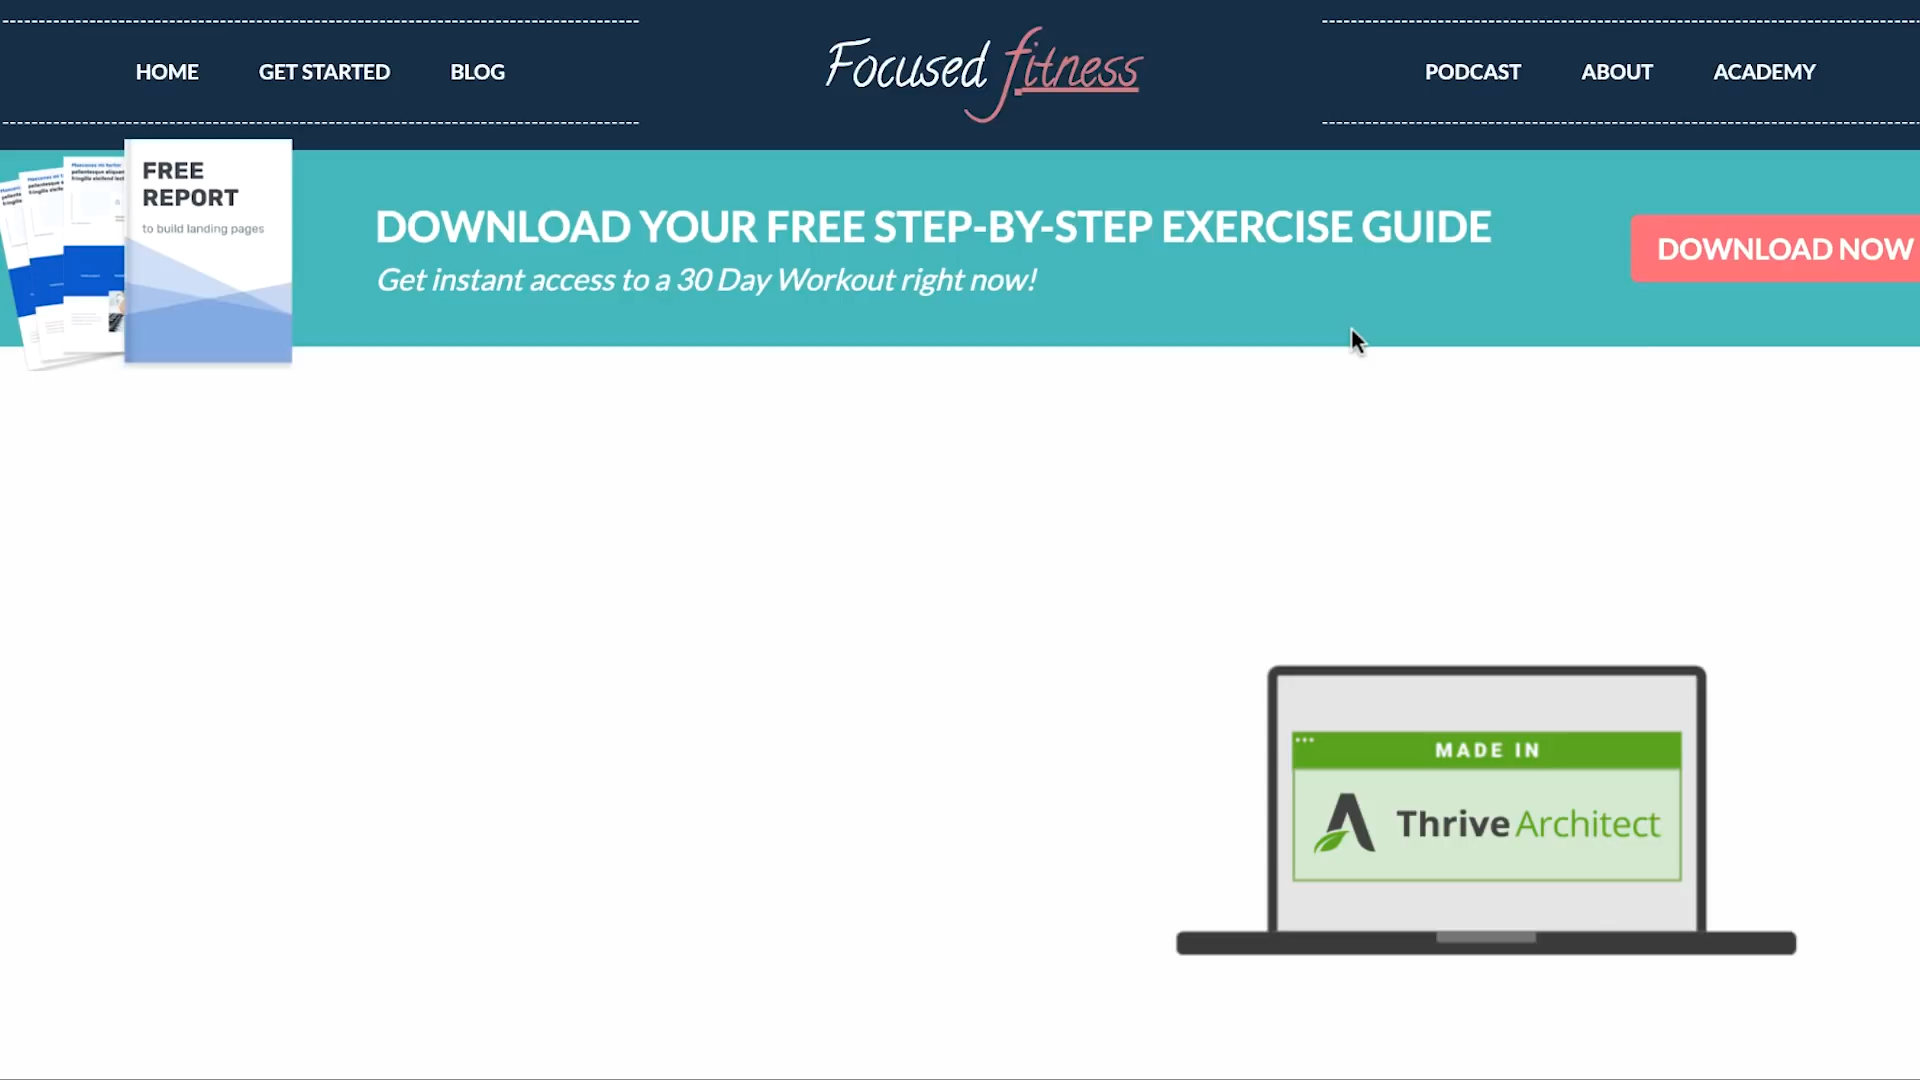 HOME GET STARTED BLOG Focused fitness PODCAST ABOUT ACADEMY
FREE
REPORT
to build landing pages
DOWNLOAD YOUR FREE STEP-BY-STEP EXERCISE GUIDE
Get instant access to a 30 Day Workout right now!
DOWNLOAD NOW
MADE IN
Thrive Architect